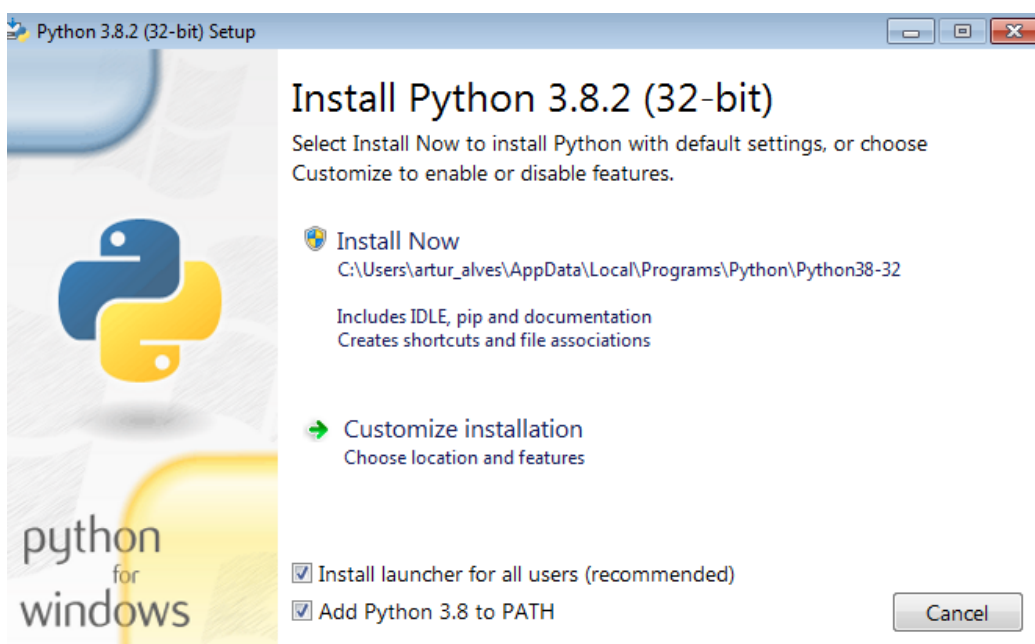 Python 3.8.2 (32-bit) Setup
Install Python 3.8.2 (32-bit)
Select Install Now to install Python with default settings, or choose
Customize to enable or disable features.
Install Now
C:\Users\artur_alves\AppData\Local\Programs\Python\Python38-32
Includes IDLE, pip and documentation
Creates shortcuts and file associations
Customize installation
Choose location and features
python
for
windows
Install launcher for all users (recommended)
Add Python 3.8 to PATH
Cancel